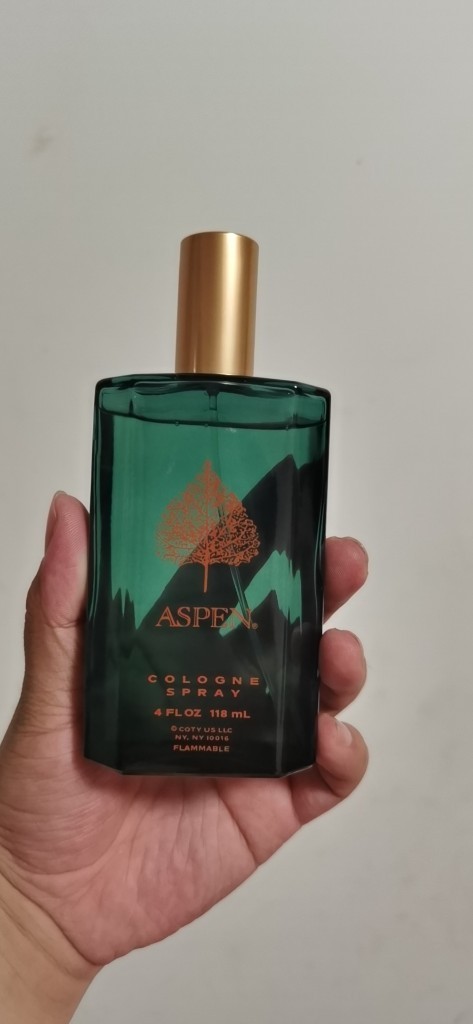 ASPEN®
COLOGNE
SPRAY
4 FL OZ 118 mL
© COTY US LLC
NY, NY 10016
FLAMMABLE